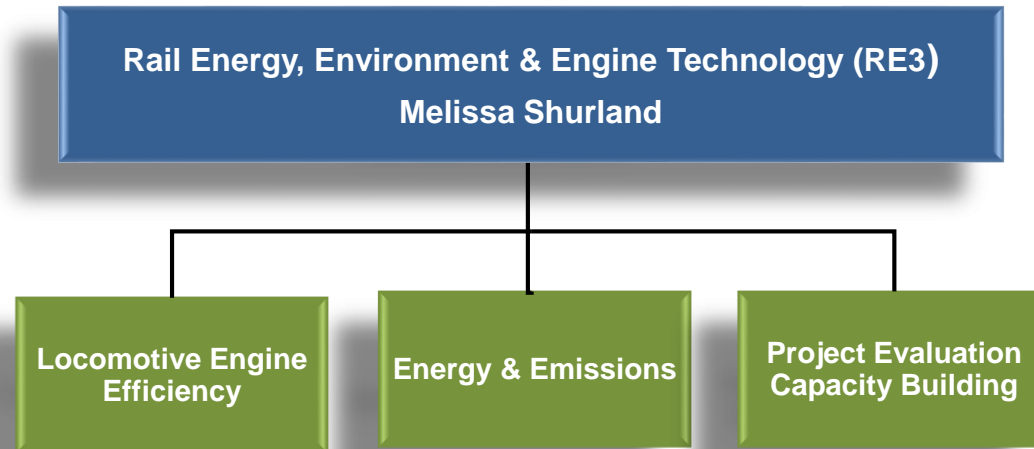 Rail Energy, Environment & Engine Technology (RE3)
Melissa Shurland
Locomotive Engine
Efficiency
Energy & Emissions
Project Evaluation
Capacity Building